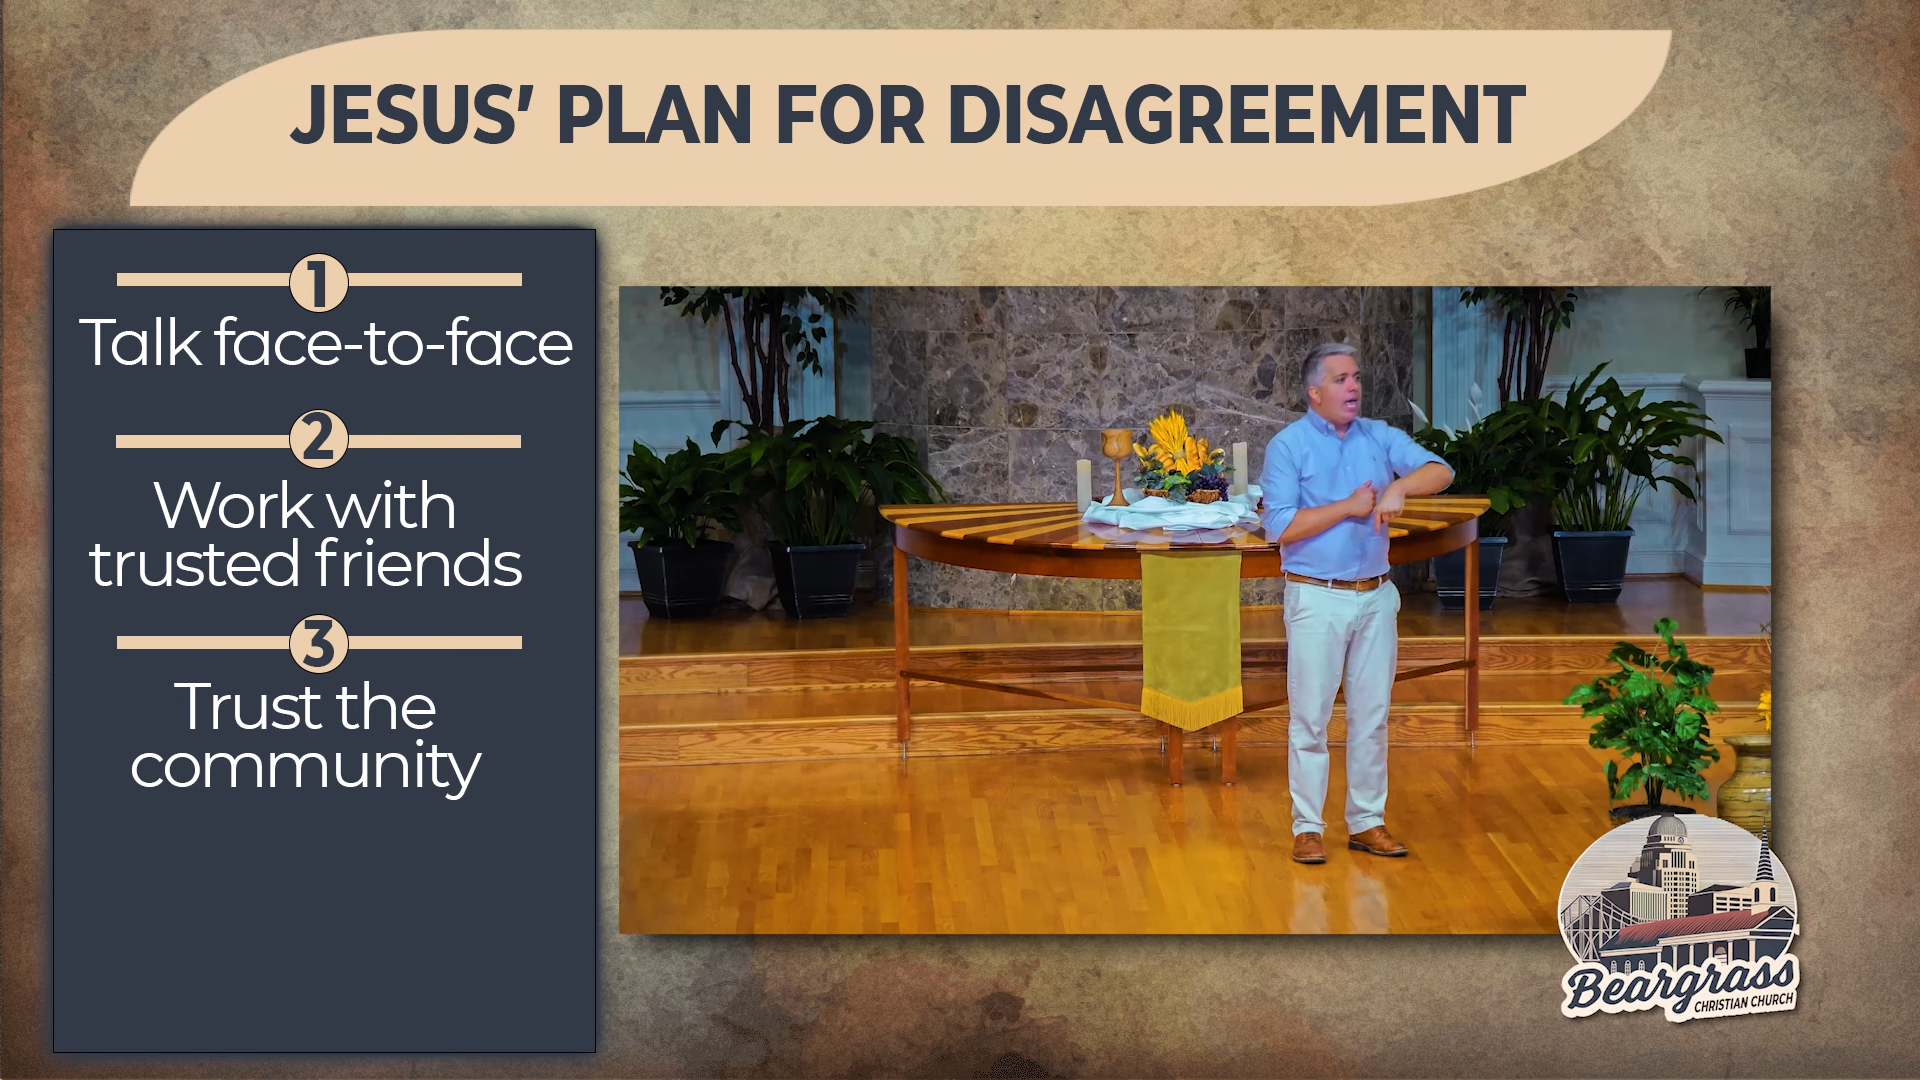 JESUS' PLAN FOR DISAGREEMENT
1
Talk face-to-face
2
Work with
trusted friends
3
Trust the
community
Beargrass
CHRISTIAN CHURCH